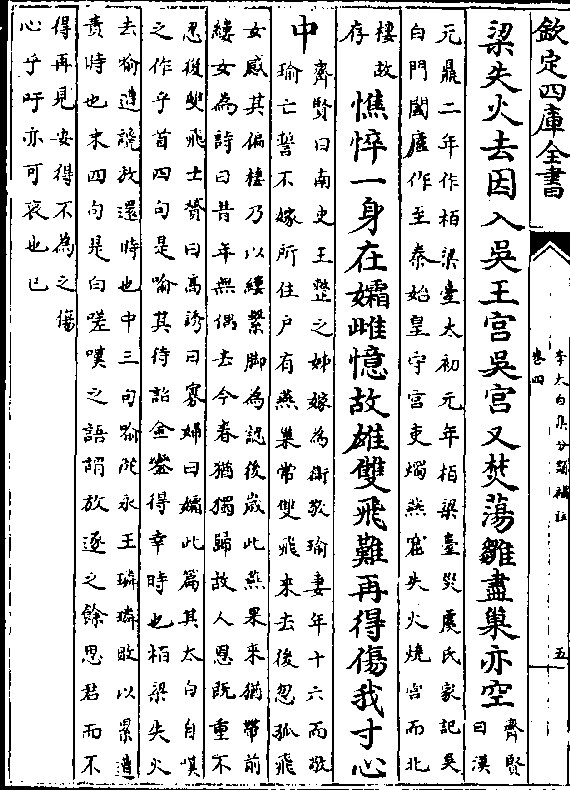 欽定四庫全書
李太白集分類補註
卷四
五
梁失火去因入吳王宮吳宮又焚蕩雛盡巢亦空
齊賢
曰漢
元鼎二年作栢梁臺太初元年栢梁臺災虞氏家記吳
白門闔廬作至秦始皇守宮吏燭燕窟失火燒宮而北
樓故
存
憔悴一身在孀雌憶故雄雙飛難再得傷我寸心
中
齊賢曰南史王整之姊嫁為衛敬瑜妻年十六而敬
瑜亡誓不嫁所住户有燕巢常雙飛來去後忽孤飛
女感其偏棲乃以縷繫脚為誌後歲此燕果來猶帶前
縷女為詩曰昔年無偶去今春猶獨歸故人恩既重不
忍復雙飛士贇曰高誘曰寡婦曰孀此篇其太白自嘆
之作乎首四句是喻其待詔金鑾得幸時也栢梁失火
去喻遭讒放還時也中三句喻從永王璘璘敗以累遭
責時也末四句是白嗟嘆之語謂放逐之餘思君而不
得再見安得不為之傷
心乎吁亦可哀也已